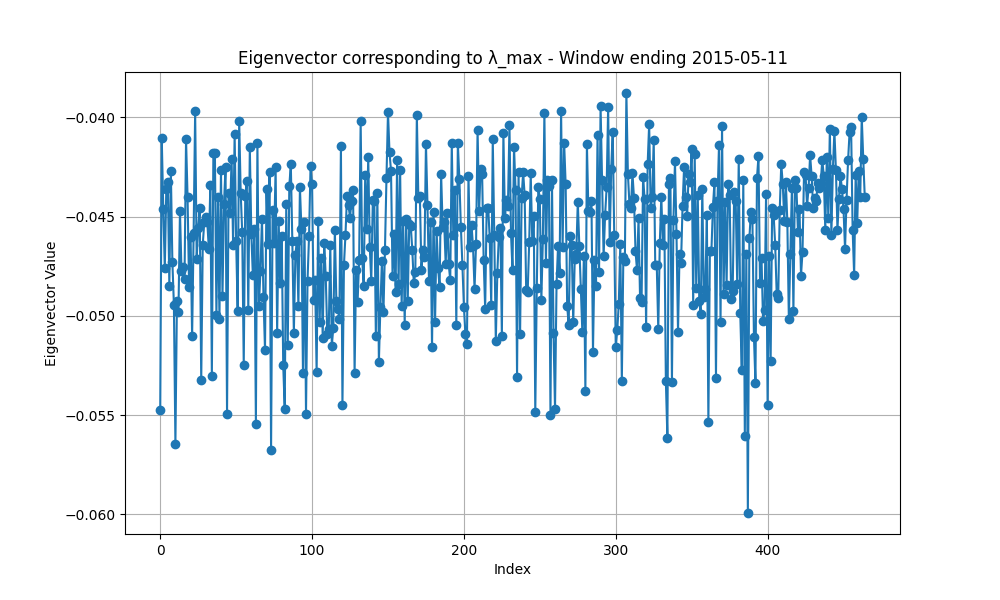 Eigenvector corresponding to λ_max - Window ending 2015-05-11
−0.040
−0.045
−0.050
−0.055
−0.060
Eigenvector Value
0 100 200 300 400
Index